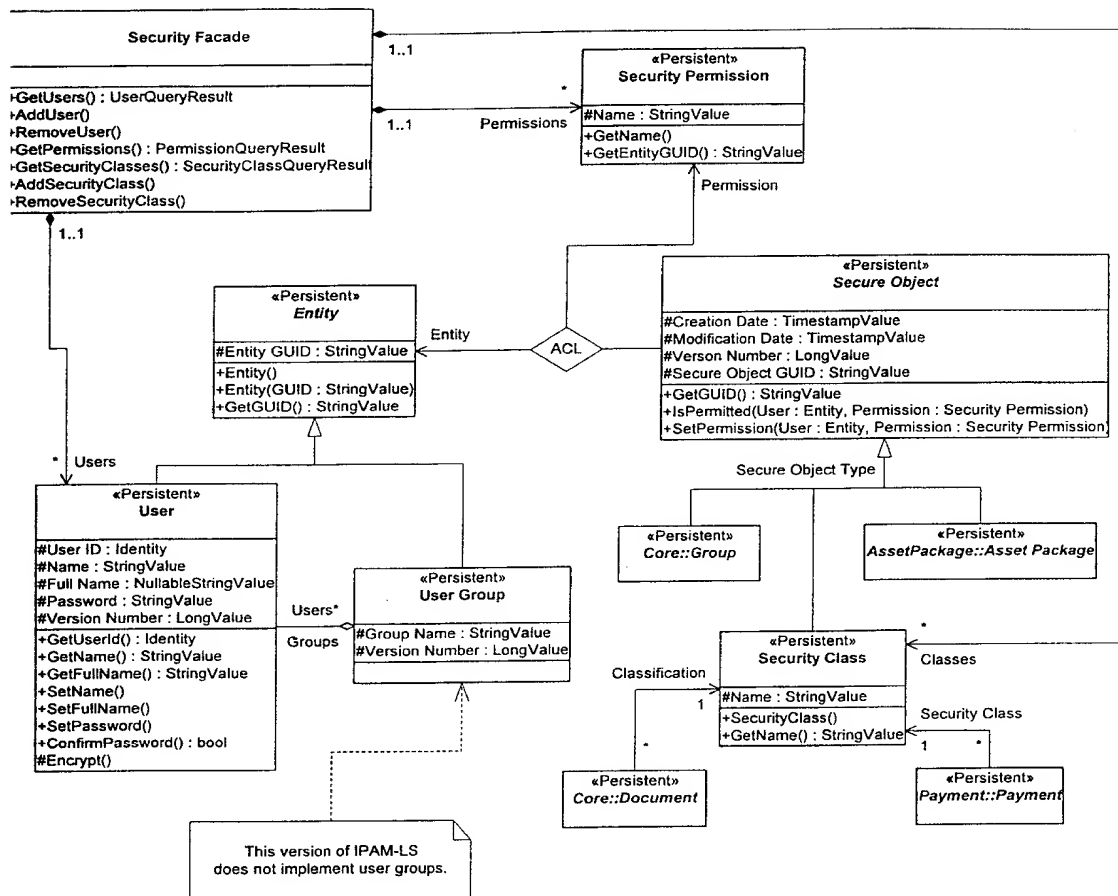 Security Facade
1..1
+GetUsers() : UserQueryResult
+AddUser()
+RemoveUser()
+GetPermissions() : PermissionQueryResult
+GetSecurityClasses() : SecurityClassQueryResult
+AddSecurityClass()
+RemoveSecurityClass()
1..1
*
Permissions
1..1
«Persistent»
Security Permission
#Name : StringValue
+GetName()
+GetEntityGUID() : StringValue
Permission
«Persistent»
Entity
#Entity GUID : StringValue
+Entity()
+Entity(GUID : StringValue)
+GetGUID() : StringValue
Entity
ACL
«Persistent»
Secure Object
#Creation Date : TimestampValue
#Modification Date : TimestampValue
#Verson Number : LongValue
#Secure Object GUID : StringValue
+GetGUID() : StringValue
+IsPermitted(User : Entity, Permission : Security Permission)
+SetPermission(User : Entity, Permission : Security Permission)
* Users
Secure Object Type
«Persistent»
User
#User ID : Identity
#Name : StringValue
#Full Name : NullableStringValue
#Password : StringValue
#Version Number : LongValue
+GetUserId() : Identity
+GetName() : StringValue
+GetFullName() : StringValue
+SetName()
+SetFullName()
+SetPassword()
+ConfirmPassword() : bool
#Encrypt()
Users*
Groups
«Persistent»
User Group
#Group Name : StringValue
#Version Number : LongValue
«Persistent»
Core::Group
«Persistent»
AssetPackage::Asset Package
«Persistent»
Security Class
#Name : StringValue
+SecurityClass()
+GetName() : StringValue
*
Classes
Classification
1
*
Security Class
1
*
«Persistent»
Core::Document
«Persistent»
Payment::Payment
This version of IPAM-LS
does not implement user groups.